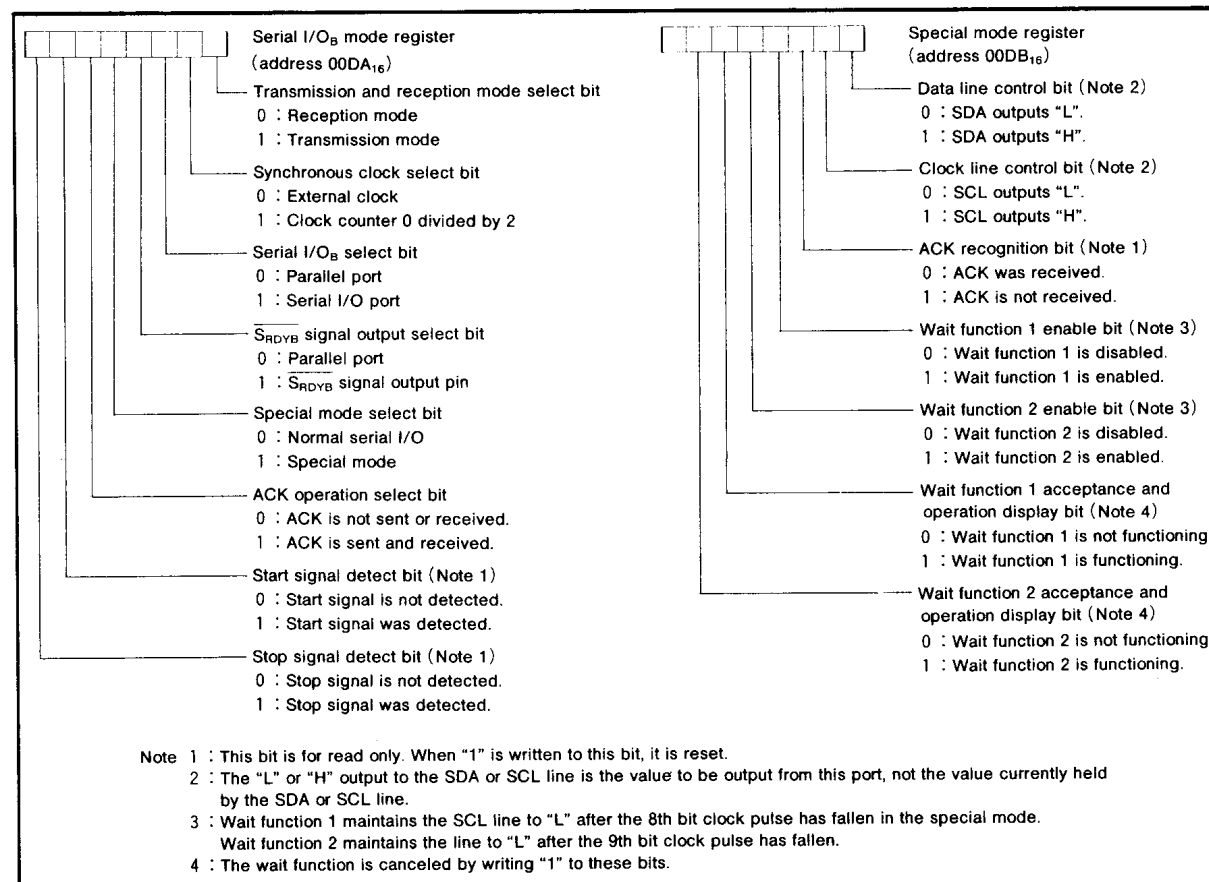 Serial I/OB mode register
(address 00DA16)
Transmission and reception mode select bit
0 : Reception mode
1 : Transmission mode
Synchronous clock select bit
0 : External clock
1 : Clock counter 0 divided by 2
Serial I/OB select bit
0 : Parallel port
1 : Serial I/O port
SRDYB signal output select bit
0 : Parallel port
1 : SRDYB signal output pin
Special mode select bit
0 : Normal serial I/O
1 : Special mode
ACK operation select bit
0 : ACK is not sent or received.
1 : ACK is sent and received.
Start signal detect bit (Note 1)
0 : Start signal is not detected.
1 : Start signal was detected.
Stop signal detect bit (Note 1)
0 : Stop signal is not detected.
1 : Stop signal was detected.
Special mode register
(address 00DB16)
Data line control bit (Note 2)
0 : SDA outputs “L”.
1 : SDA outputs “H”.
Clock line control bit (Note 2)
0 : SCL outputs “L”.
1 : SCL outputs “H”.
ACK recognition bit (Note 1)
0 : ACK was received.
1 : ACK is not received.
Wait function 1 enable bit (Note 3)
0 : Wait function 1 is disabled.
1 : Wait function 1 is enabled.
Wait function 2 enable bit (Note 3)
0 : Wait function 2 is disabled.
1 : Wait function 2 is enabled.
Wait function 1 acceptance and
operation display bit (Note 4)
0 : Wait function 1 is not functioning
1 : Wait function 1 is functioning.
Wait function 2 acceptance and
operation display bit (Note 4)
0 : Wait function 2 is not functioning
1 : Wait function 2 is functioning.
Note 1 : This bit is for read only. When “1” is written to this bit, it is reset.
2 : The “L” or “H” output to the SDA or SCL line is the value to be output from this port, not the value currently held
by the SDA or SCL line.
3 : Wait function 1 maintains the SCL line to “L” after the 8th bit clock pulse has fallen in the special mode.
Wait function 2 maintains the line to “L” after the 9th bit clock pulse has fallen.
4 : The wait function is canceled by writing “1” to these bits.